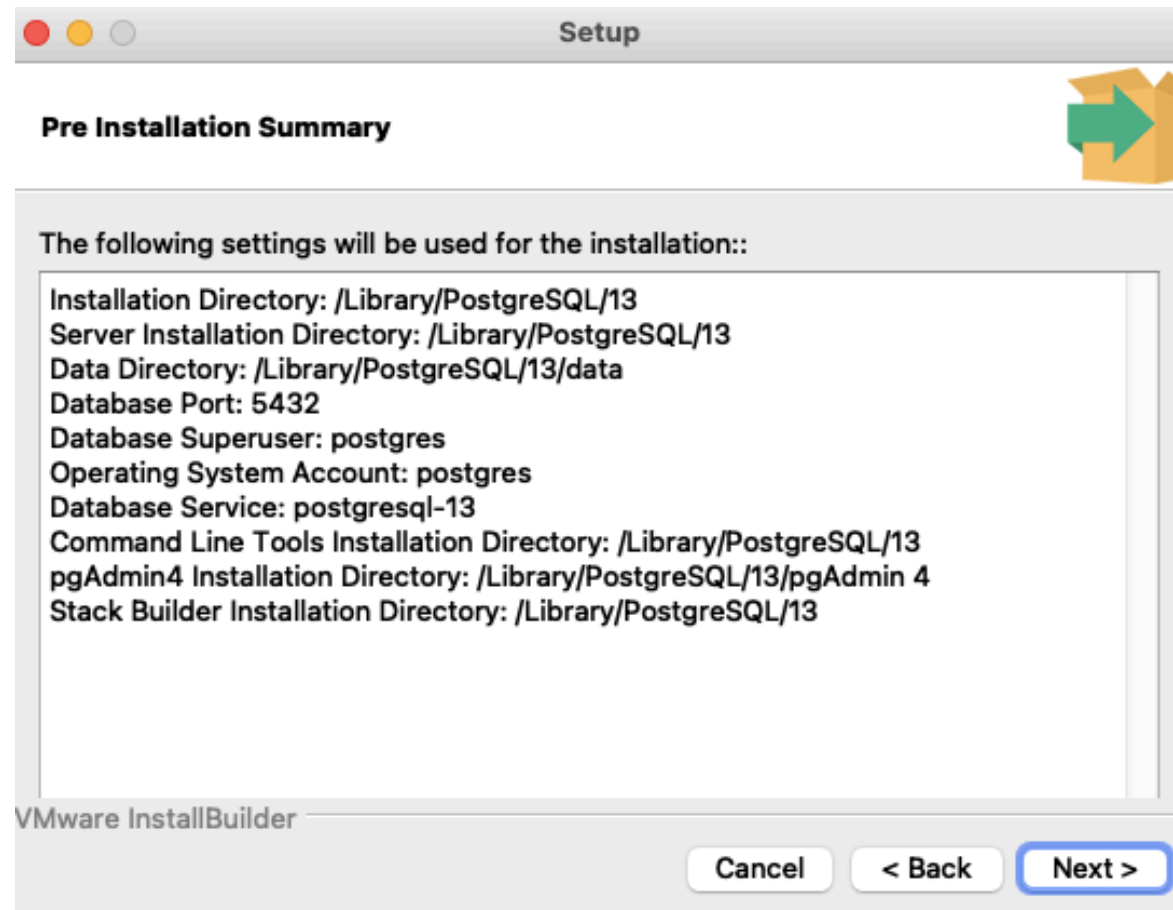 Setup
Pre Installation Summary
The following settings will be used for the installation::
Installation Directory: /Library/PostgreSQL/13
Server Installation Directory: /Library/PostgreSQL/13
Data Directory: /Library/PostgreSQL/13/data
Database Port: 5432
Database Superuser: postgres
Operating System Account: postgres
Database Service: postgresql-13
Command Line Tools Installation Directory: /Library/PostgreSQL/13
pgAdmin4 Installation Directory: /Library/PostgreSQL/13/pgAdmin 4
Stack Builder Installation Directory: /Library/PostgreSQL/13
VMware InstallBuilder
Cancel < Back Next >